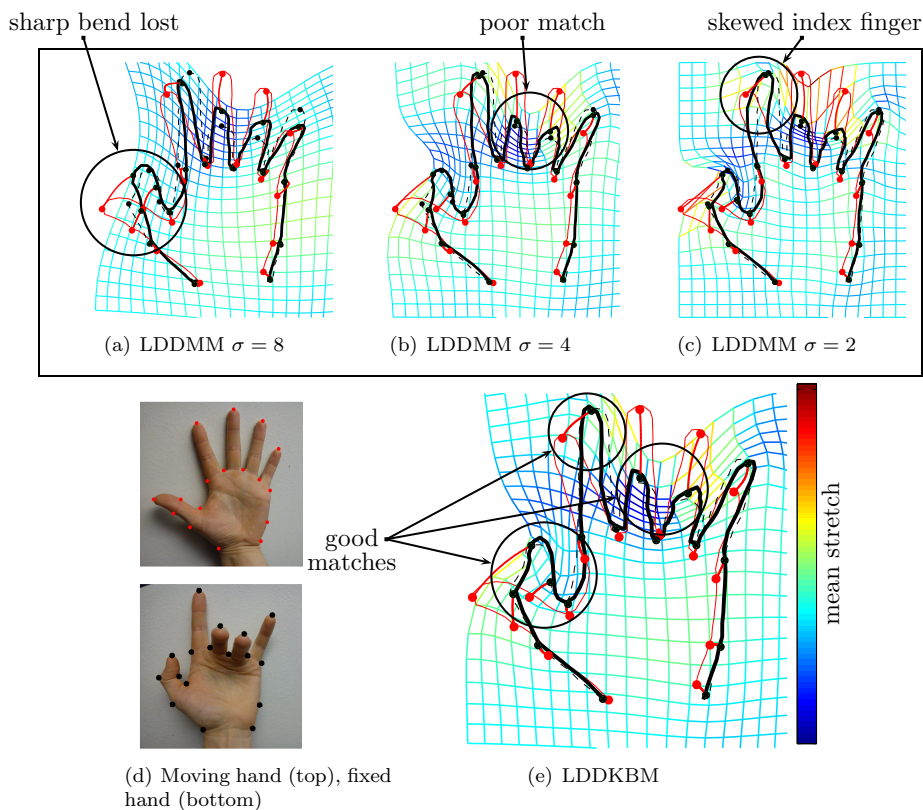 sharp bend lost
poor match
skewed index finger
(a) LDDMM σ = 8
(b) LDDMM σ = 4
(c) LDDMM σ = 2
good
matches
mean stretch
(d) Moving hand (top), fixed
hand (bottom)
(e) LDDKBM